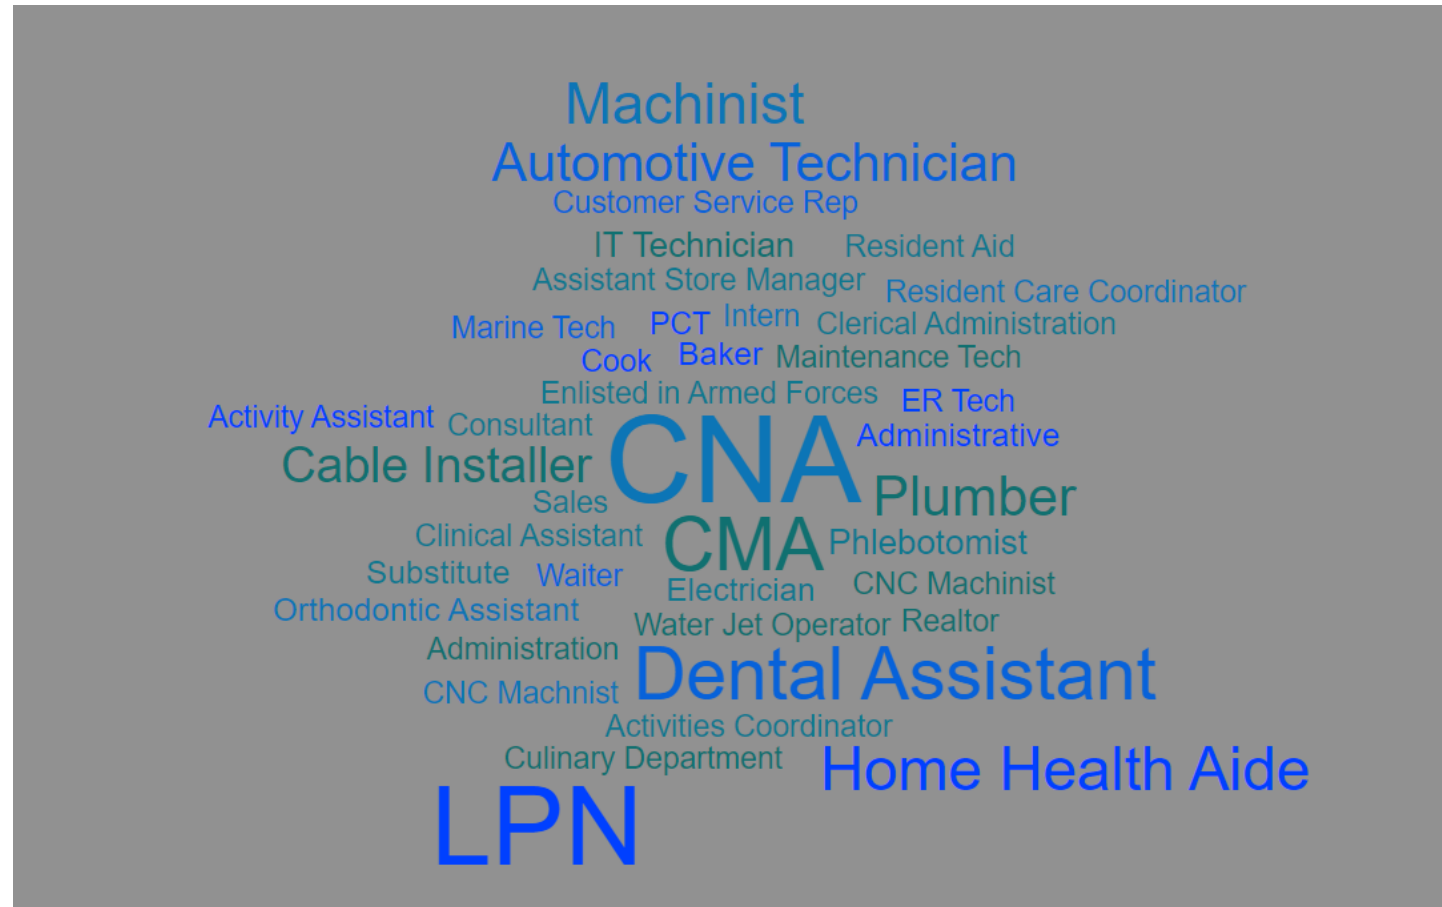 Machinist
Automotive Technician
Customer Service Rep
IT Technician
Resident Aid
Assistant Store Manager
Resident Care Coordinator
Marine Tech
PCT
Intern
Clerical Administration
Cook
Baker
Maintenance Tech
Enlisted in Armed Forces
ER Tech
Activity Assistant
Consultant
CNA
Administrative
Cable Installer
Plumber
Sales
Clinical Assistant
CMA
Phlebotomist
Substitute
Waiter
Electrician
CNC Machinist
Orthodontic Assistant
Water Jet Operator
Realtor
Administration
Dental Assistant
CNC Machnist
Activities Coordinator
Culinary Department
Home Health Aide
LPN